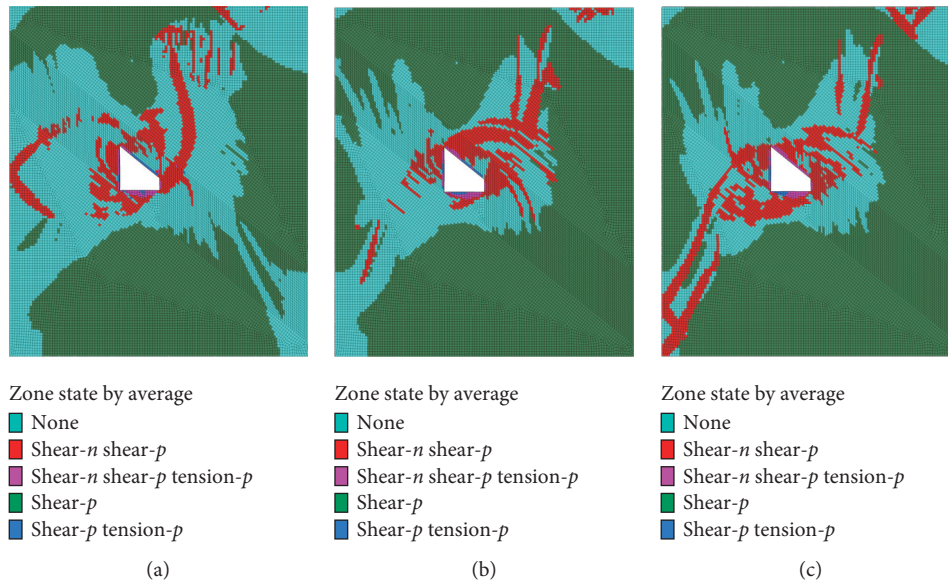 Zone state by average
None
Shear-n shear-p
Shear-n shear-p tension-p
Shear-p
Shear-p tension-p
(a)
Zone state by average
None
Shear-n shear-p
Shear-n shear-p tension-p
Shear-p
Shear-p tension-p
(b)
Zone state by average
None
Shear-n shear-p
Shear-n shear-p tension-p
Shear-p
Shear-p tension-p
(c)